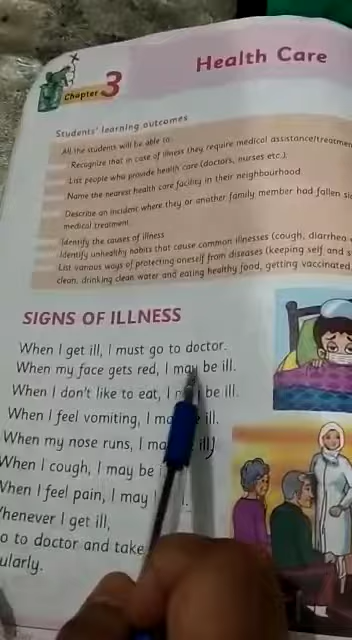 Chapter 3
Health Care
Students' learning outcomes
All the students will be able to:
Recognize that in case of illness they require medical assistance/treatmen
List people who provide health care (doctors, nurses etc.)
Name the nearest health care facility in their neighbourhood
Describe an incident where they or another family member had fallen si
medical treatment
Identify the causes of illness
Identify unhealthy habits that cause common illnesses (cough, diarrhea
List various ways of protecting oneself from diseases (keeping self and s
clean, drinking clean water and eating healthy food, getting vaccinated
SIGNS OF ILLNESS
When I get ill, I must go to doctor.
When my face gets red, I may be ill.
When I don't like to eat, I be ill.
When I feel vomiting, I ill.
When my nose runs, I ill)
When I cough, I may be
When I feel pain, I may
henever I get ill,
o to doctor and take
ularly.